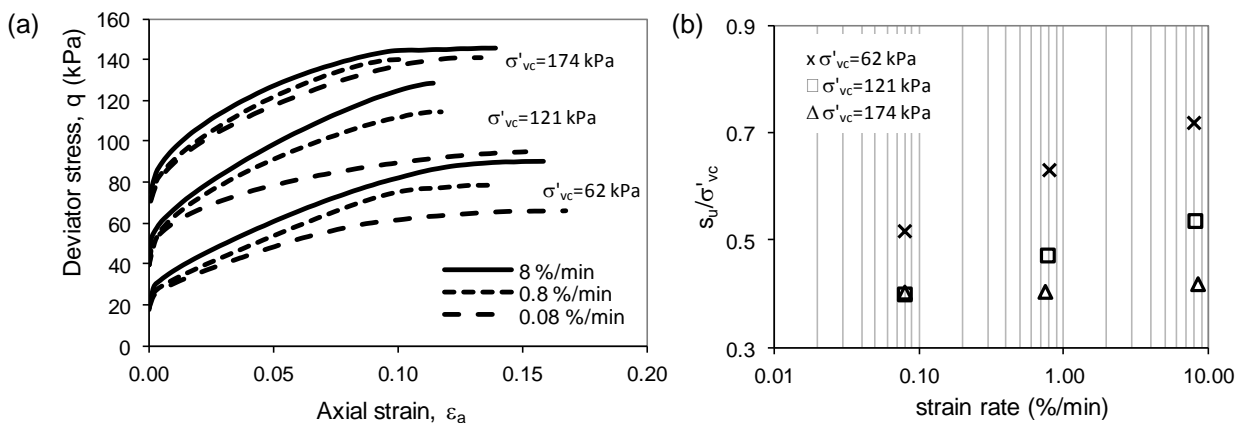 (a)
160
140
120
100
80
60
40
20
0
Deviator stress, q (kPa)
0.00
0.05
0.10
0.15
0.20
Axial strain, εa
σ'vc=174 kPa
σ'vc=121 kPa
σ'vc=62 kPa
8 %/min
0.8 %/min
0.08 %/min
(b)
0.9
0.7
0.5
0.3
su/σ'vc
× σ'vc=62 kPa
□ σ'vc=121 kPa
Δ σ'vc=174 kPa
0.01
0.10
1.00
10.00
strain rate (%/min)